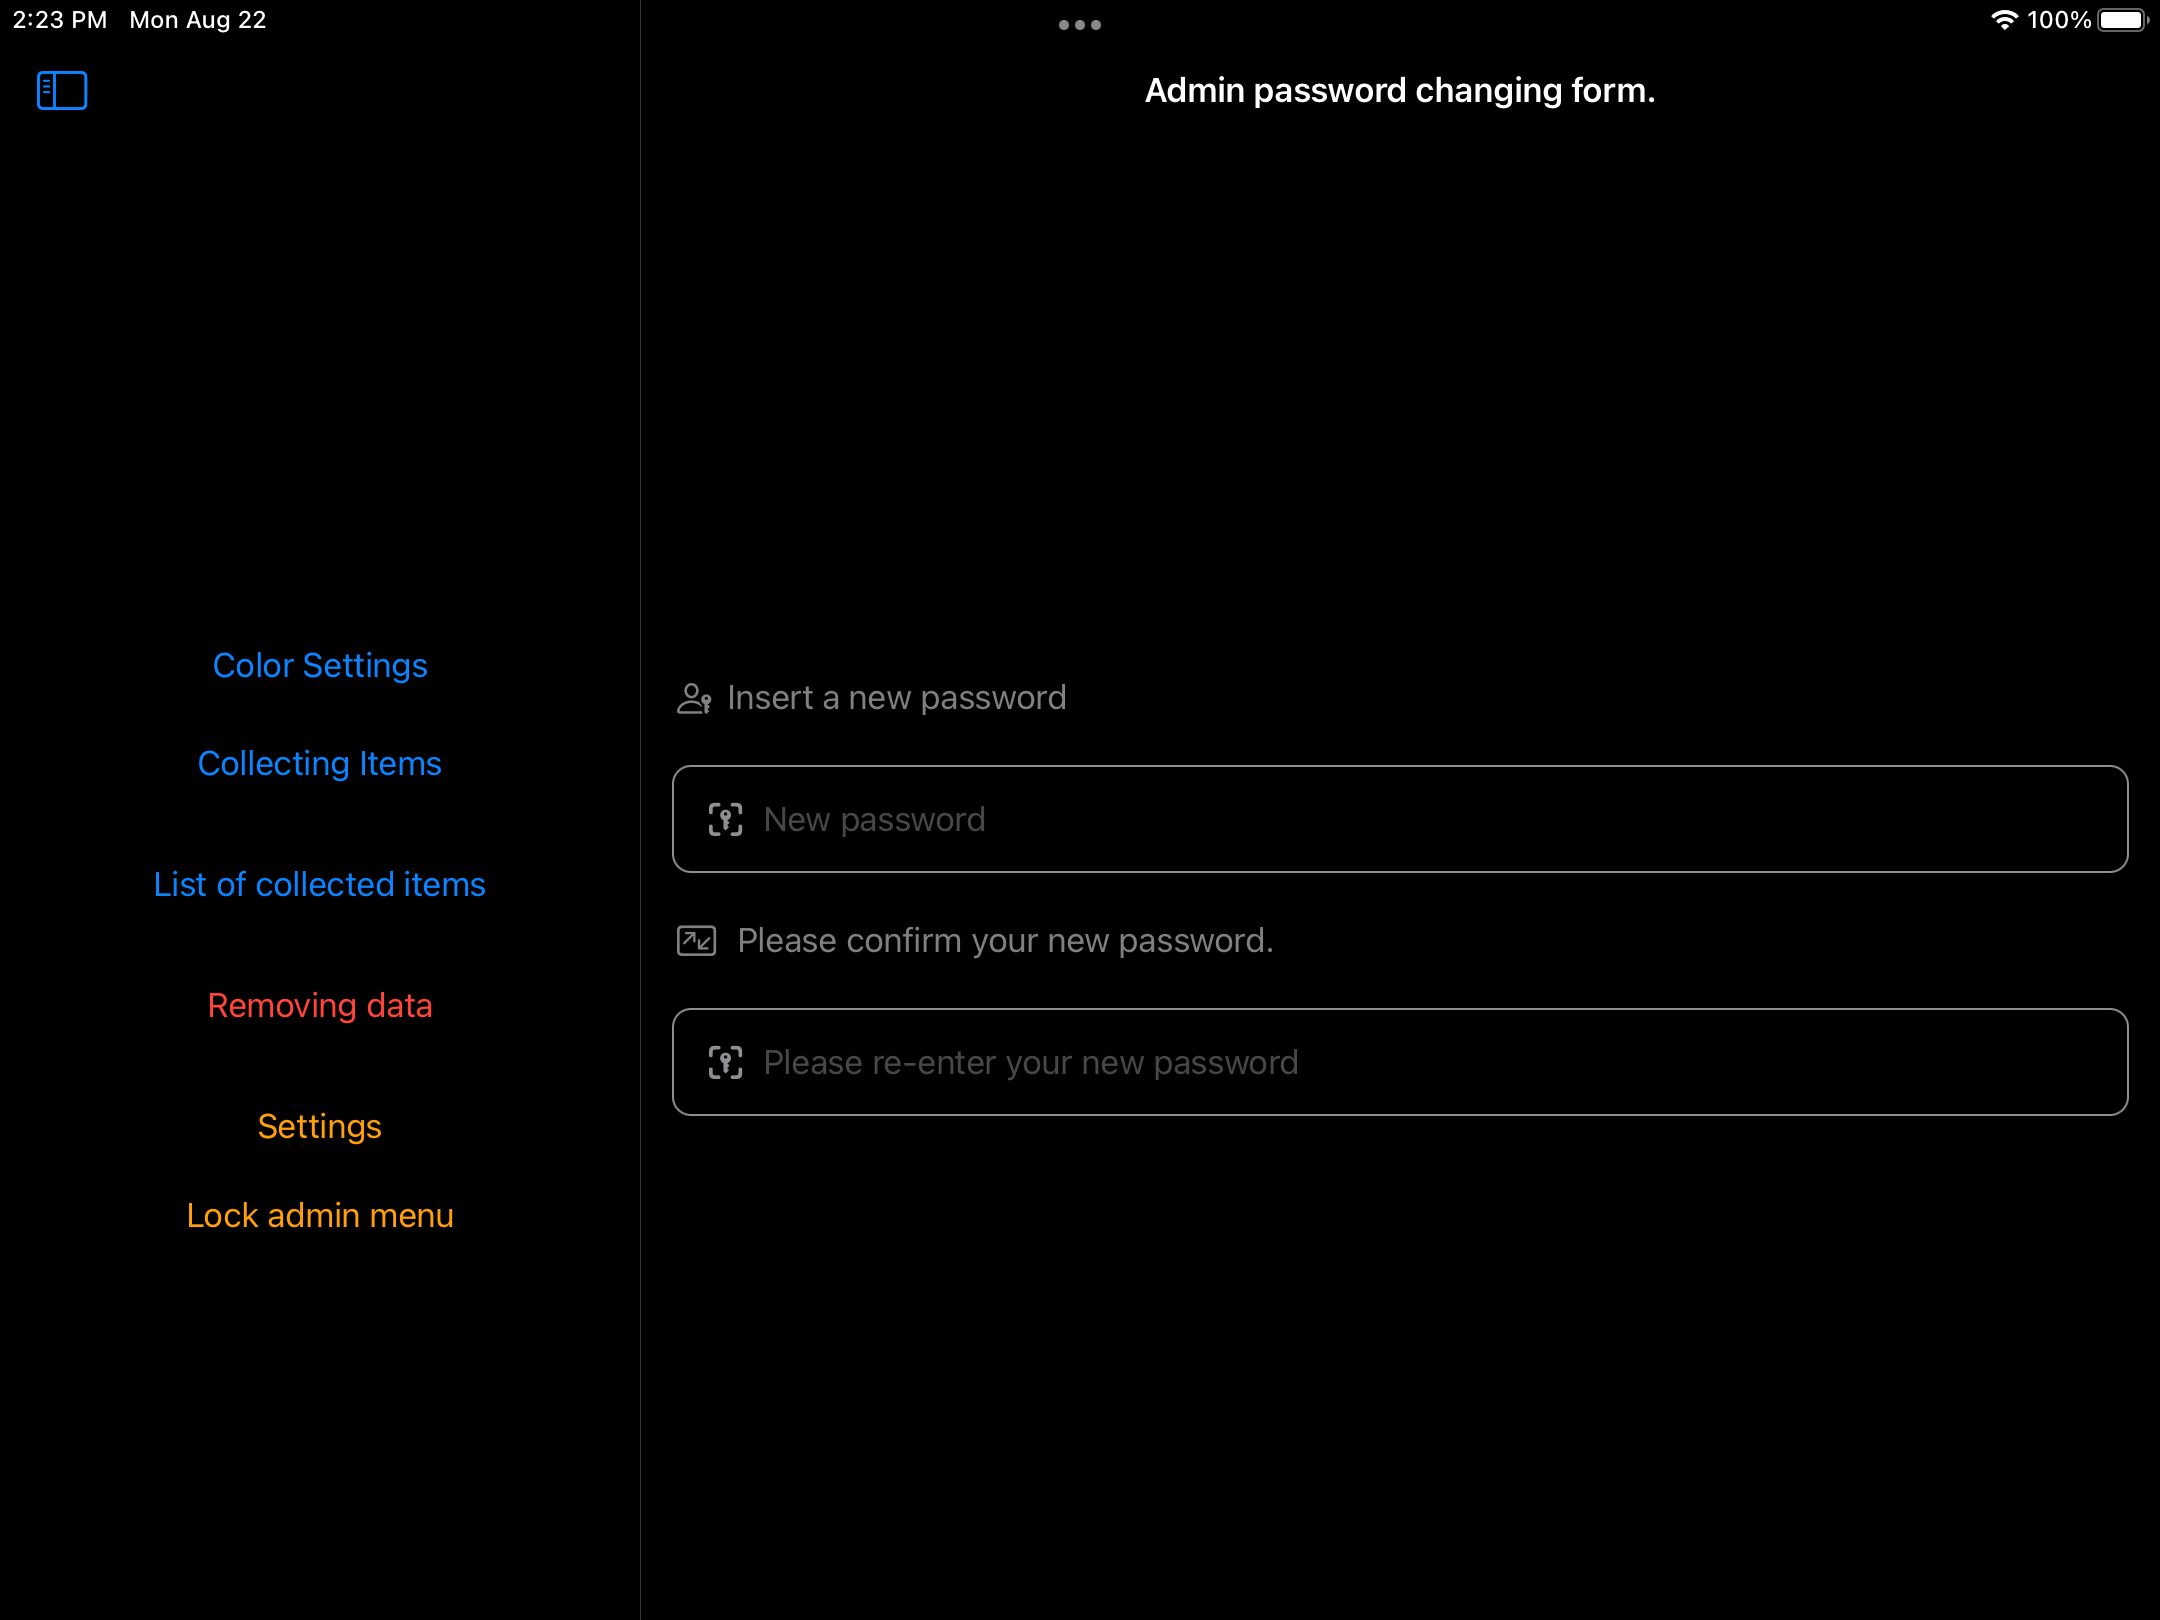 2:23 PM Mon Aug 22
100%
Admin password changing form.
Color Settings
Collecting Items
List of collected items
Removing data
Settings
Lock admin menu
Insert a new password
New password
Please confirm your new password.
Please re-enter your new password